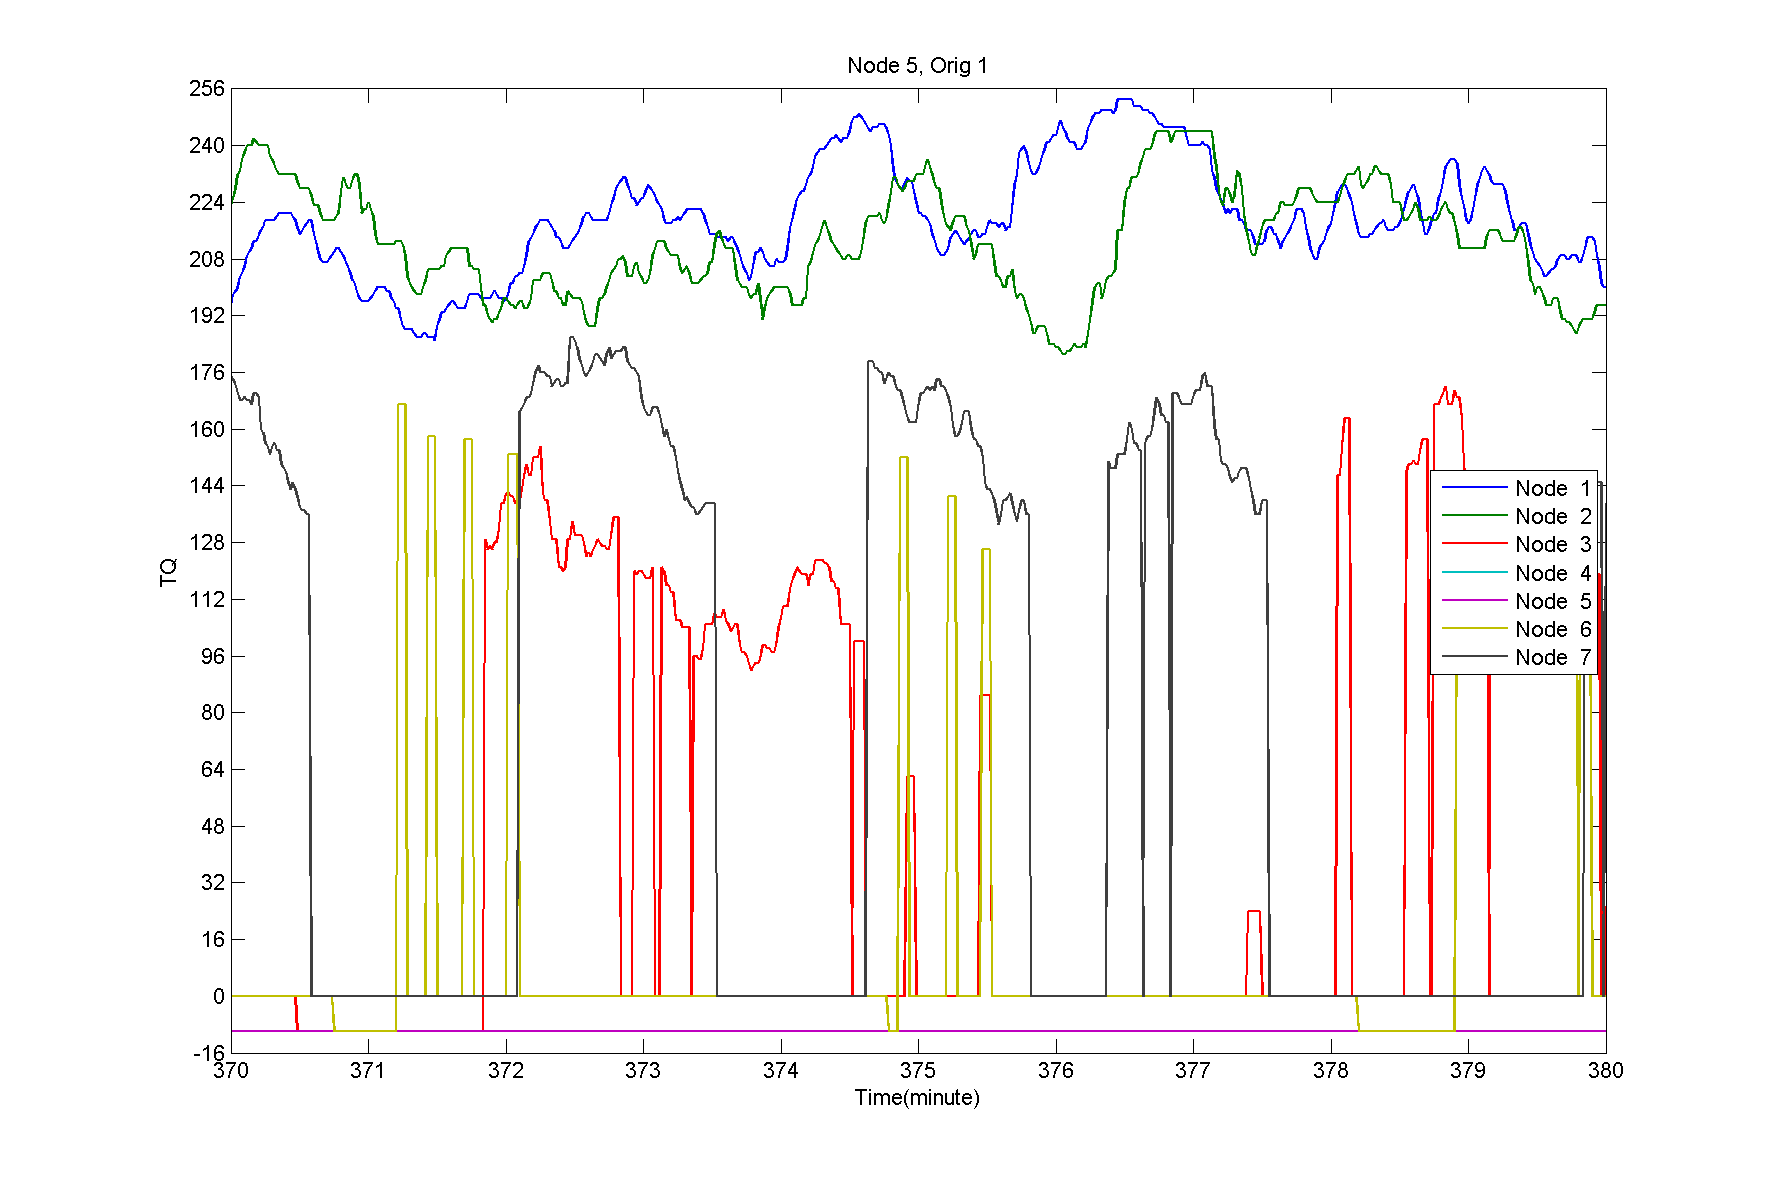 Node 5, Orig 1
256
240
224
208
192
176
160
144
128
112
96
80
64
48
32
16
0
-16
TQ
370 371 372 373 374 375 376 377 378 379 380
Time(minute)
Node 1
Node 2
Node 3
Node 4
Node 5
Node 6
Node 7